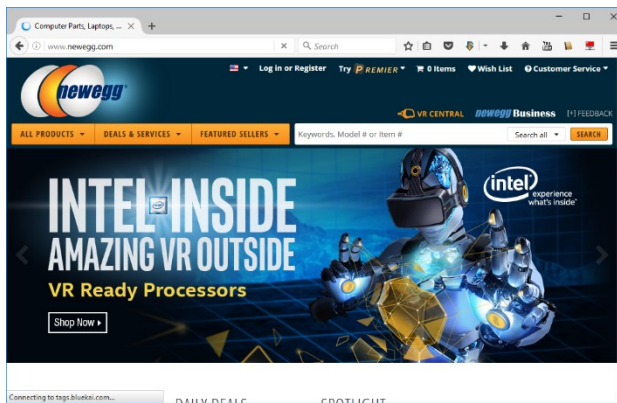 Computer Parts, Laptops, ...
www.newegg.com
Search
Log in or Register Try PREMIER 0 Items Wish List Customer Service
newegg
VR CENTRAL newegg Business [+] FEEDBACK
ALL PRODUCTS DEALS & SERVICES FEATURED SELLERS Keywords, Model # or Item # Search all SEARCH
INTEL INSIDE
AMAZING VR OUTSIDE
VR Ready Processors
Shop Now
intel
experience
what's inside™
Connecting to tags.bluekai.com...
DAILY DEALS SPOTLIGHT